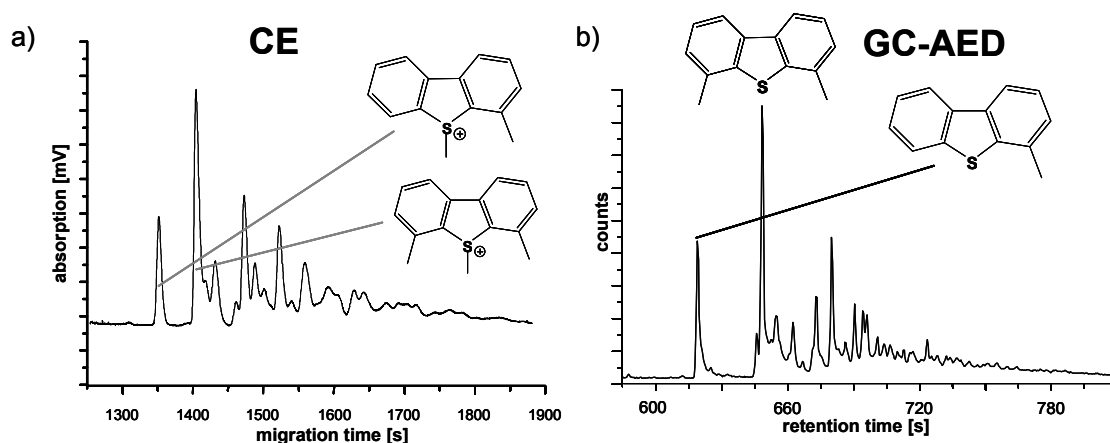 a)
CE
S
⊕
S
⊕
absorption [mV]
1300 1400 1500 1600 1700 1800 1900
migration time [s]
b)
GC-AED
S
S
counts
600 660 720 780
retention time [s]